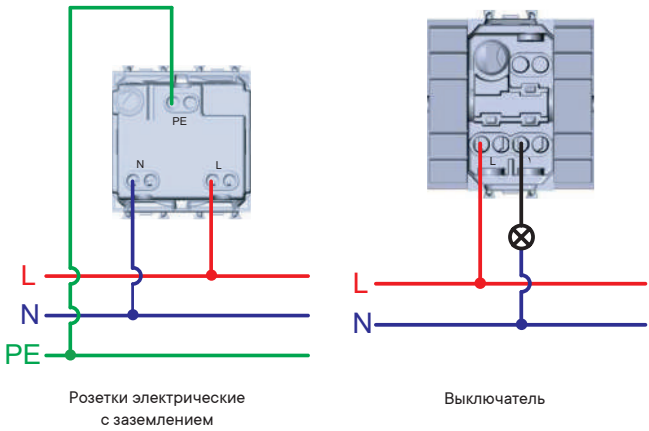 PE
N L
L
N
PE
Розетки электрические
с заземлением
L
L
N
Выключатель